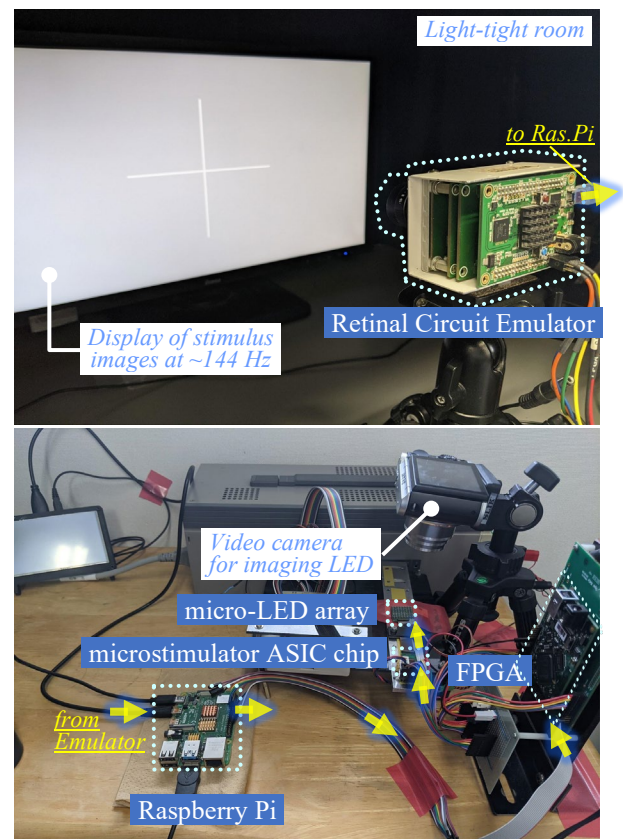 Light-tight room
to Ras.Pi
Retinal Circuit Emulator
Display of stimulus
images at ~144 Hz
Video camera
for imaging LED
micro-LED array
microstimulator ASIC chip
FPGA
from
Emulator
Raspberry Pi